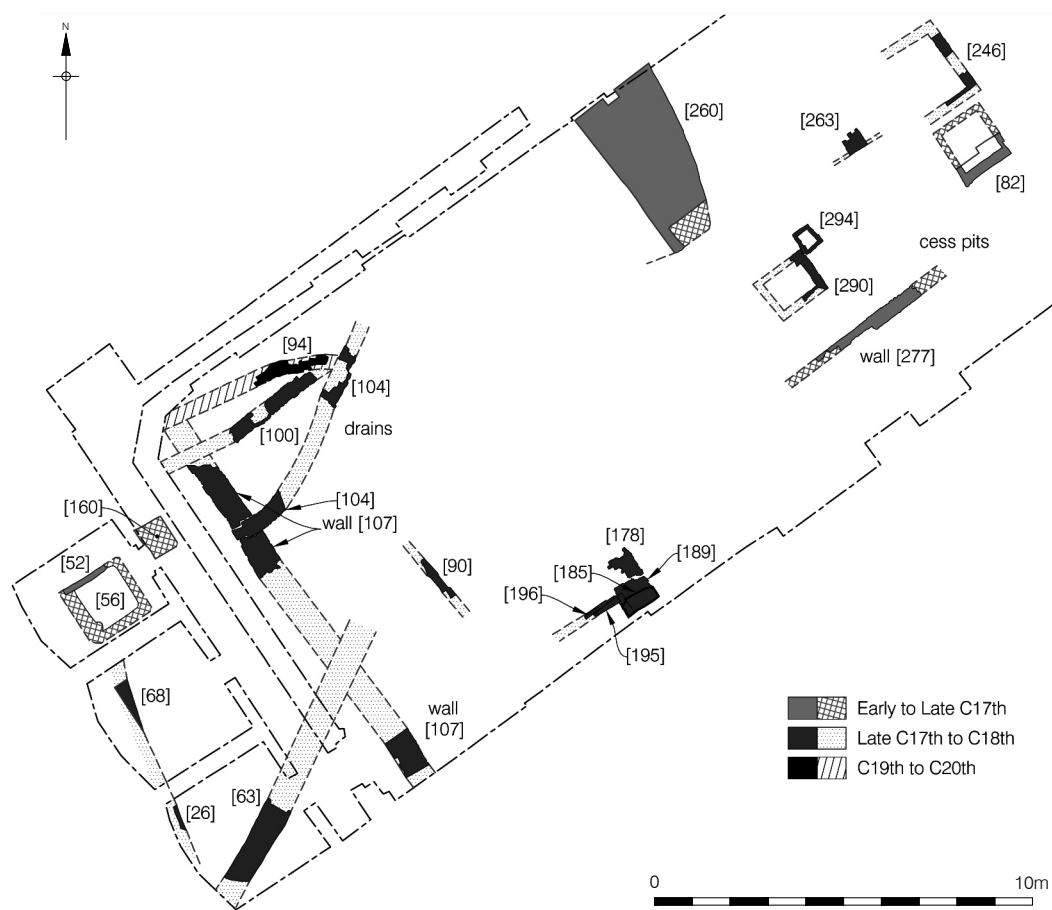 N
[246]
[260]
[263]
[82]
[294]
cess pits
[290]
wall [277]
[94]
[104]
[100]
drains
[104]
[160]
wall [107]
[178]
[52]
[189]
[90]
[185]
[56]
[196]
[195]
[68]
wall
[107]
Early to Late C17th
Late C17th to C18th
C19th to C20th
[63]
[26]
0
10m